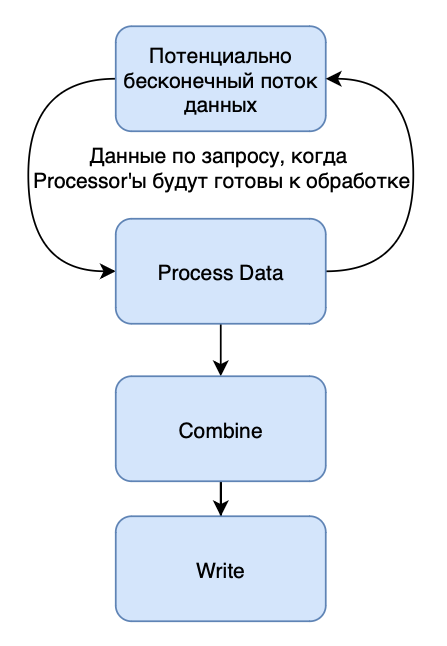 Потенциально
бесконечный поток
данных
Данные по запросу, когда
Processor'ы будут готовы к обработке
Process Data
Combine
Write